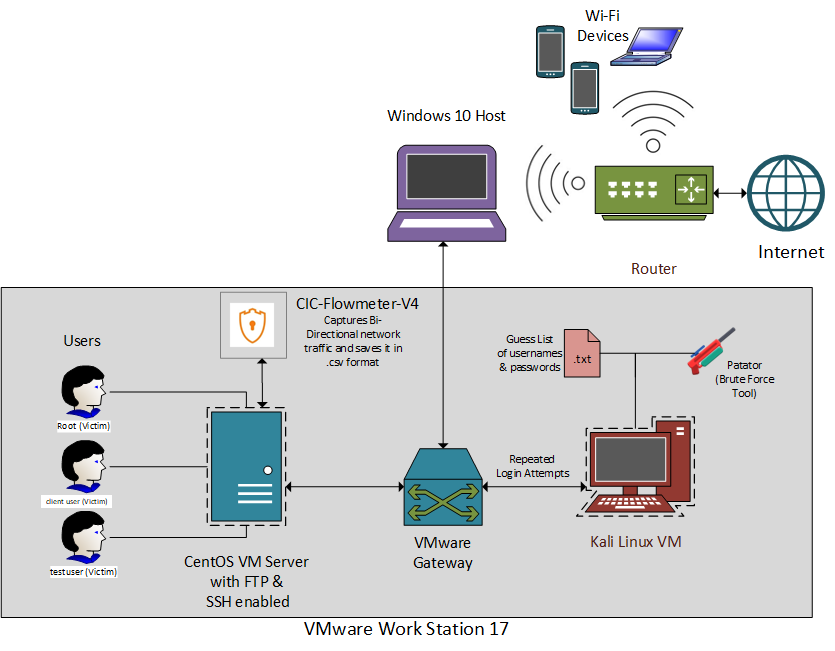 Wi-Fi
Devices
Windows 10 Host
Internet
Router
CIC-Flowmeter-V4
Captures Bi-
Directional network
traffic and saves it in
.csv format
Users
Root (Victim)
client user (Victim)
testuser (Victim)
Guess List
of usernames
& passwords
.txt
Patator
(Brute Force
Tool)
Repeated
Login Attempts
CentOS VM Server
with FTP &
SSH enabled
VMware
Gateway
Kali Linux VM
VMware Work Station 17